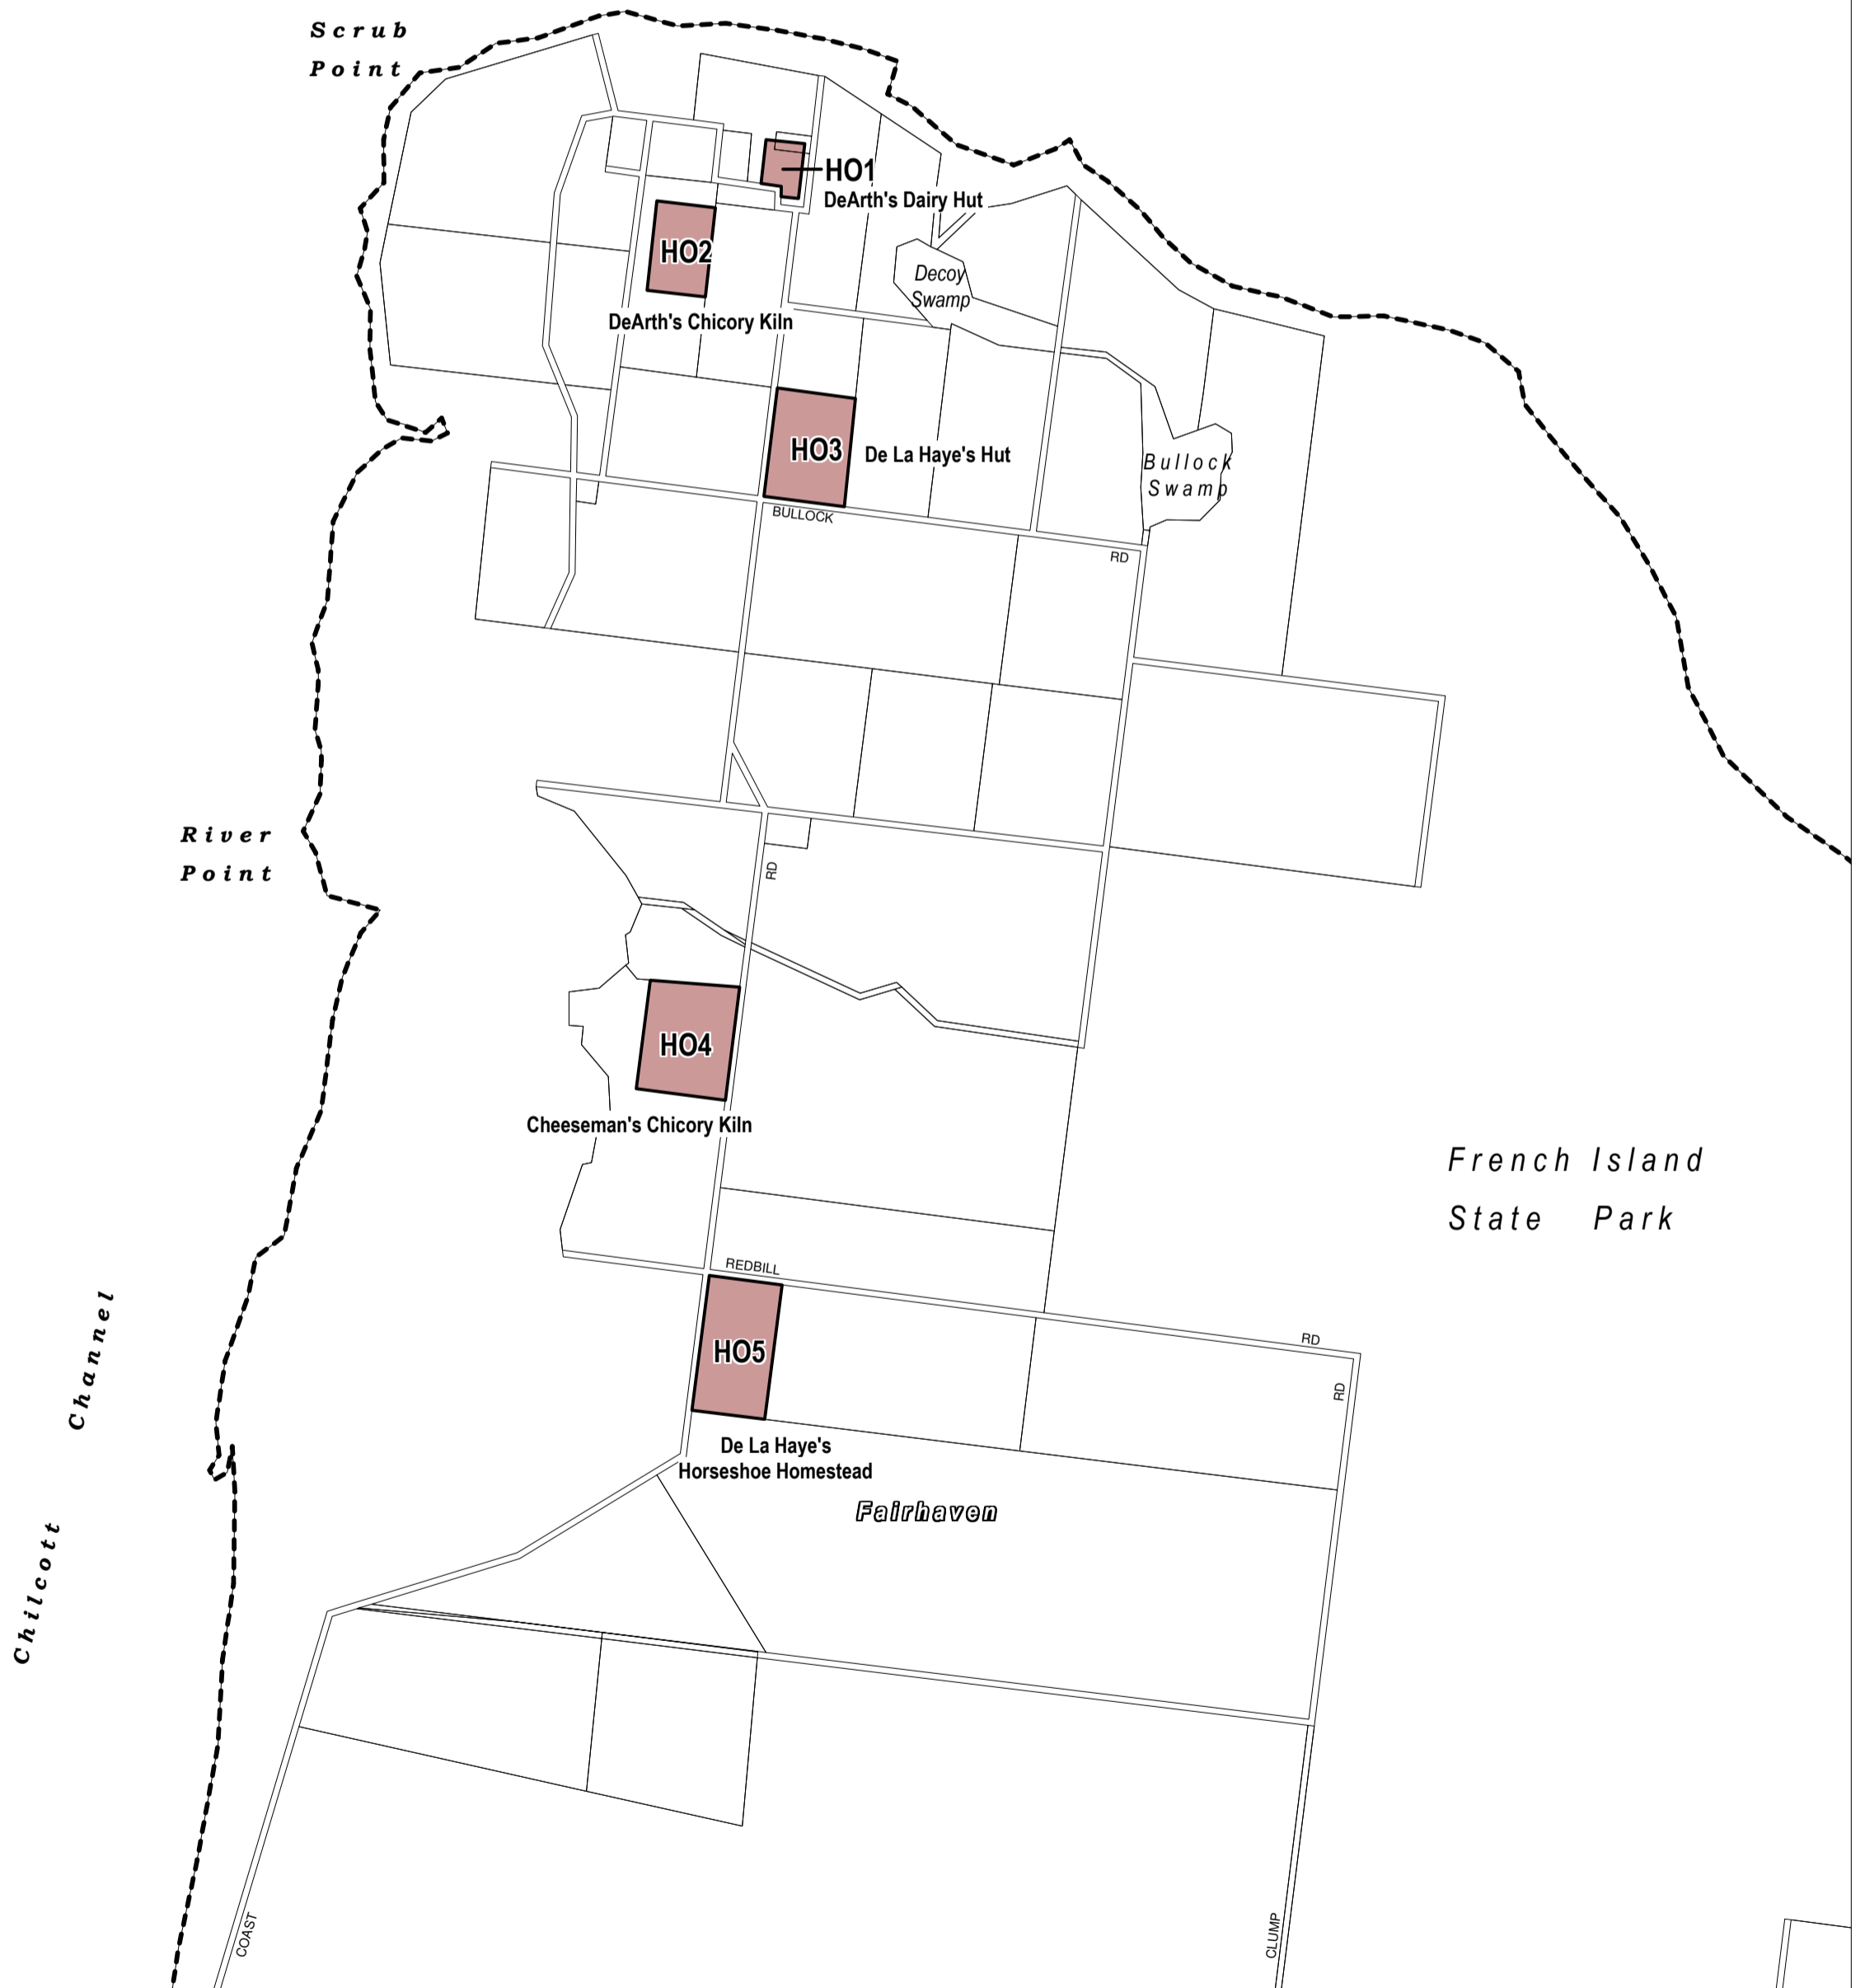 Scrub
Point
HO1
DeArth's Dairy Hut
HO2
Decoy
Swamp
DeArth's Chicory Kiln
HO3
De La Haye's Hut
Bullock
Swamp
BULLOCK
RD
River
Point
RD
HO4
Cheeseman's Chicory Kiln
French Island
State Park
REDBILL
RD
HO5
RD
Chilcott Channel
De La Haye's
Horseshoe Homestead
Fairhaven
COAST
CLUMP